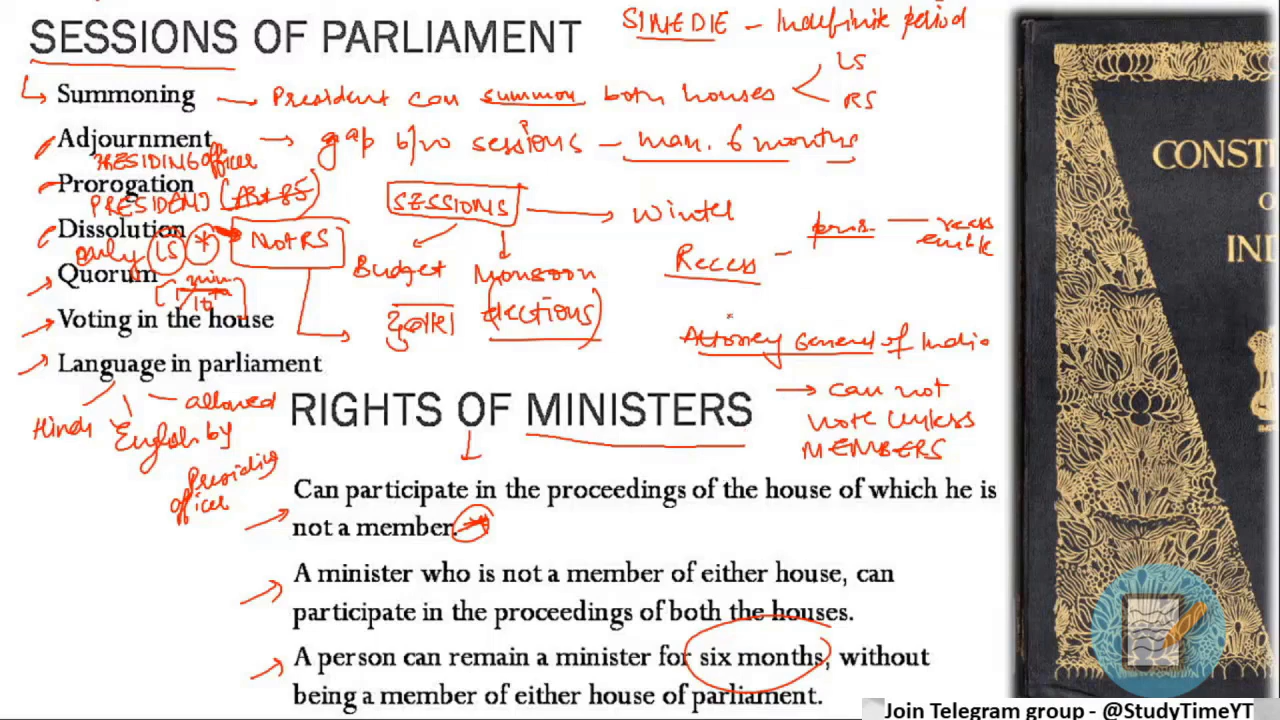 SINE DIE - Indefinite period
SESSIONS OF PARLIAMENT
LS
Summoning
President can summon both houses
RS
Adjournment
gap b/w sessions - max. 6 months
PRESIDING officer
Prorogation
PRESIDENT (Art 85)
SESSIONS
Winter
Dissolution
only LS *
Not RS
Recess
Budget
Monsoon
Quorum
min
चुनाव
elections
Voting in the house
Attorney General of India
Language in parliament
can not
allowed
Hindi
English
by
RIGHTS OF MINISTERS
vote unless
MEMBERS
Presiding
officer
Can participate in the proceedings of the house of which he is
not a member.
A minister who is not a member of either house, can
participate in the proceedings of both the houses.
A person can remain a minister for six months, without
being a member of either house of parliament.
CONST
O
INDI
Join Telegram group - @StudyTimeYT